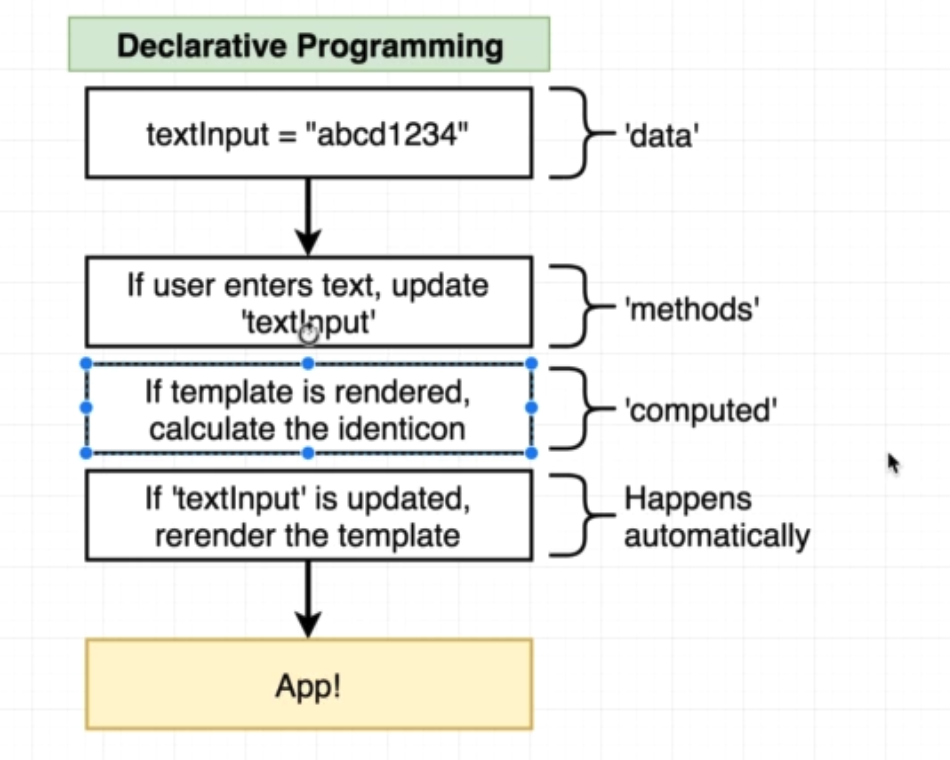 Declarative Programming
textInput = "abcd1234"
'data'
If user enters text, update
'textInput'
'methods'
If template is rendered,
calculate the identicon
'computed'
If 'textInput' is updated,
rerender the template
Happens
automatically
App!